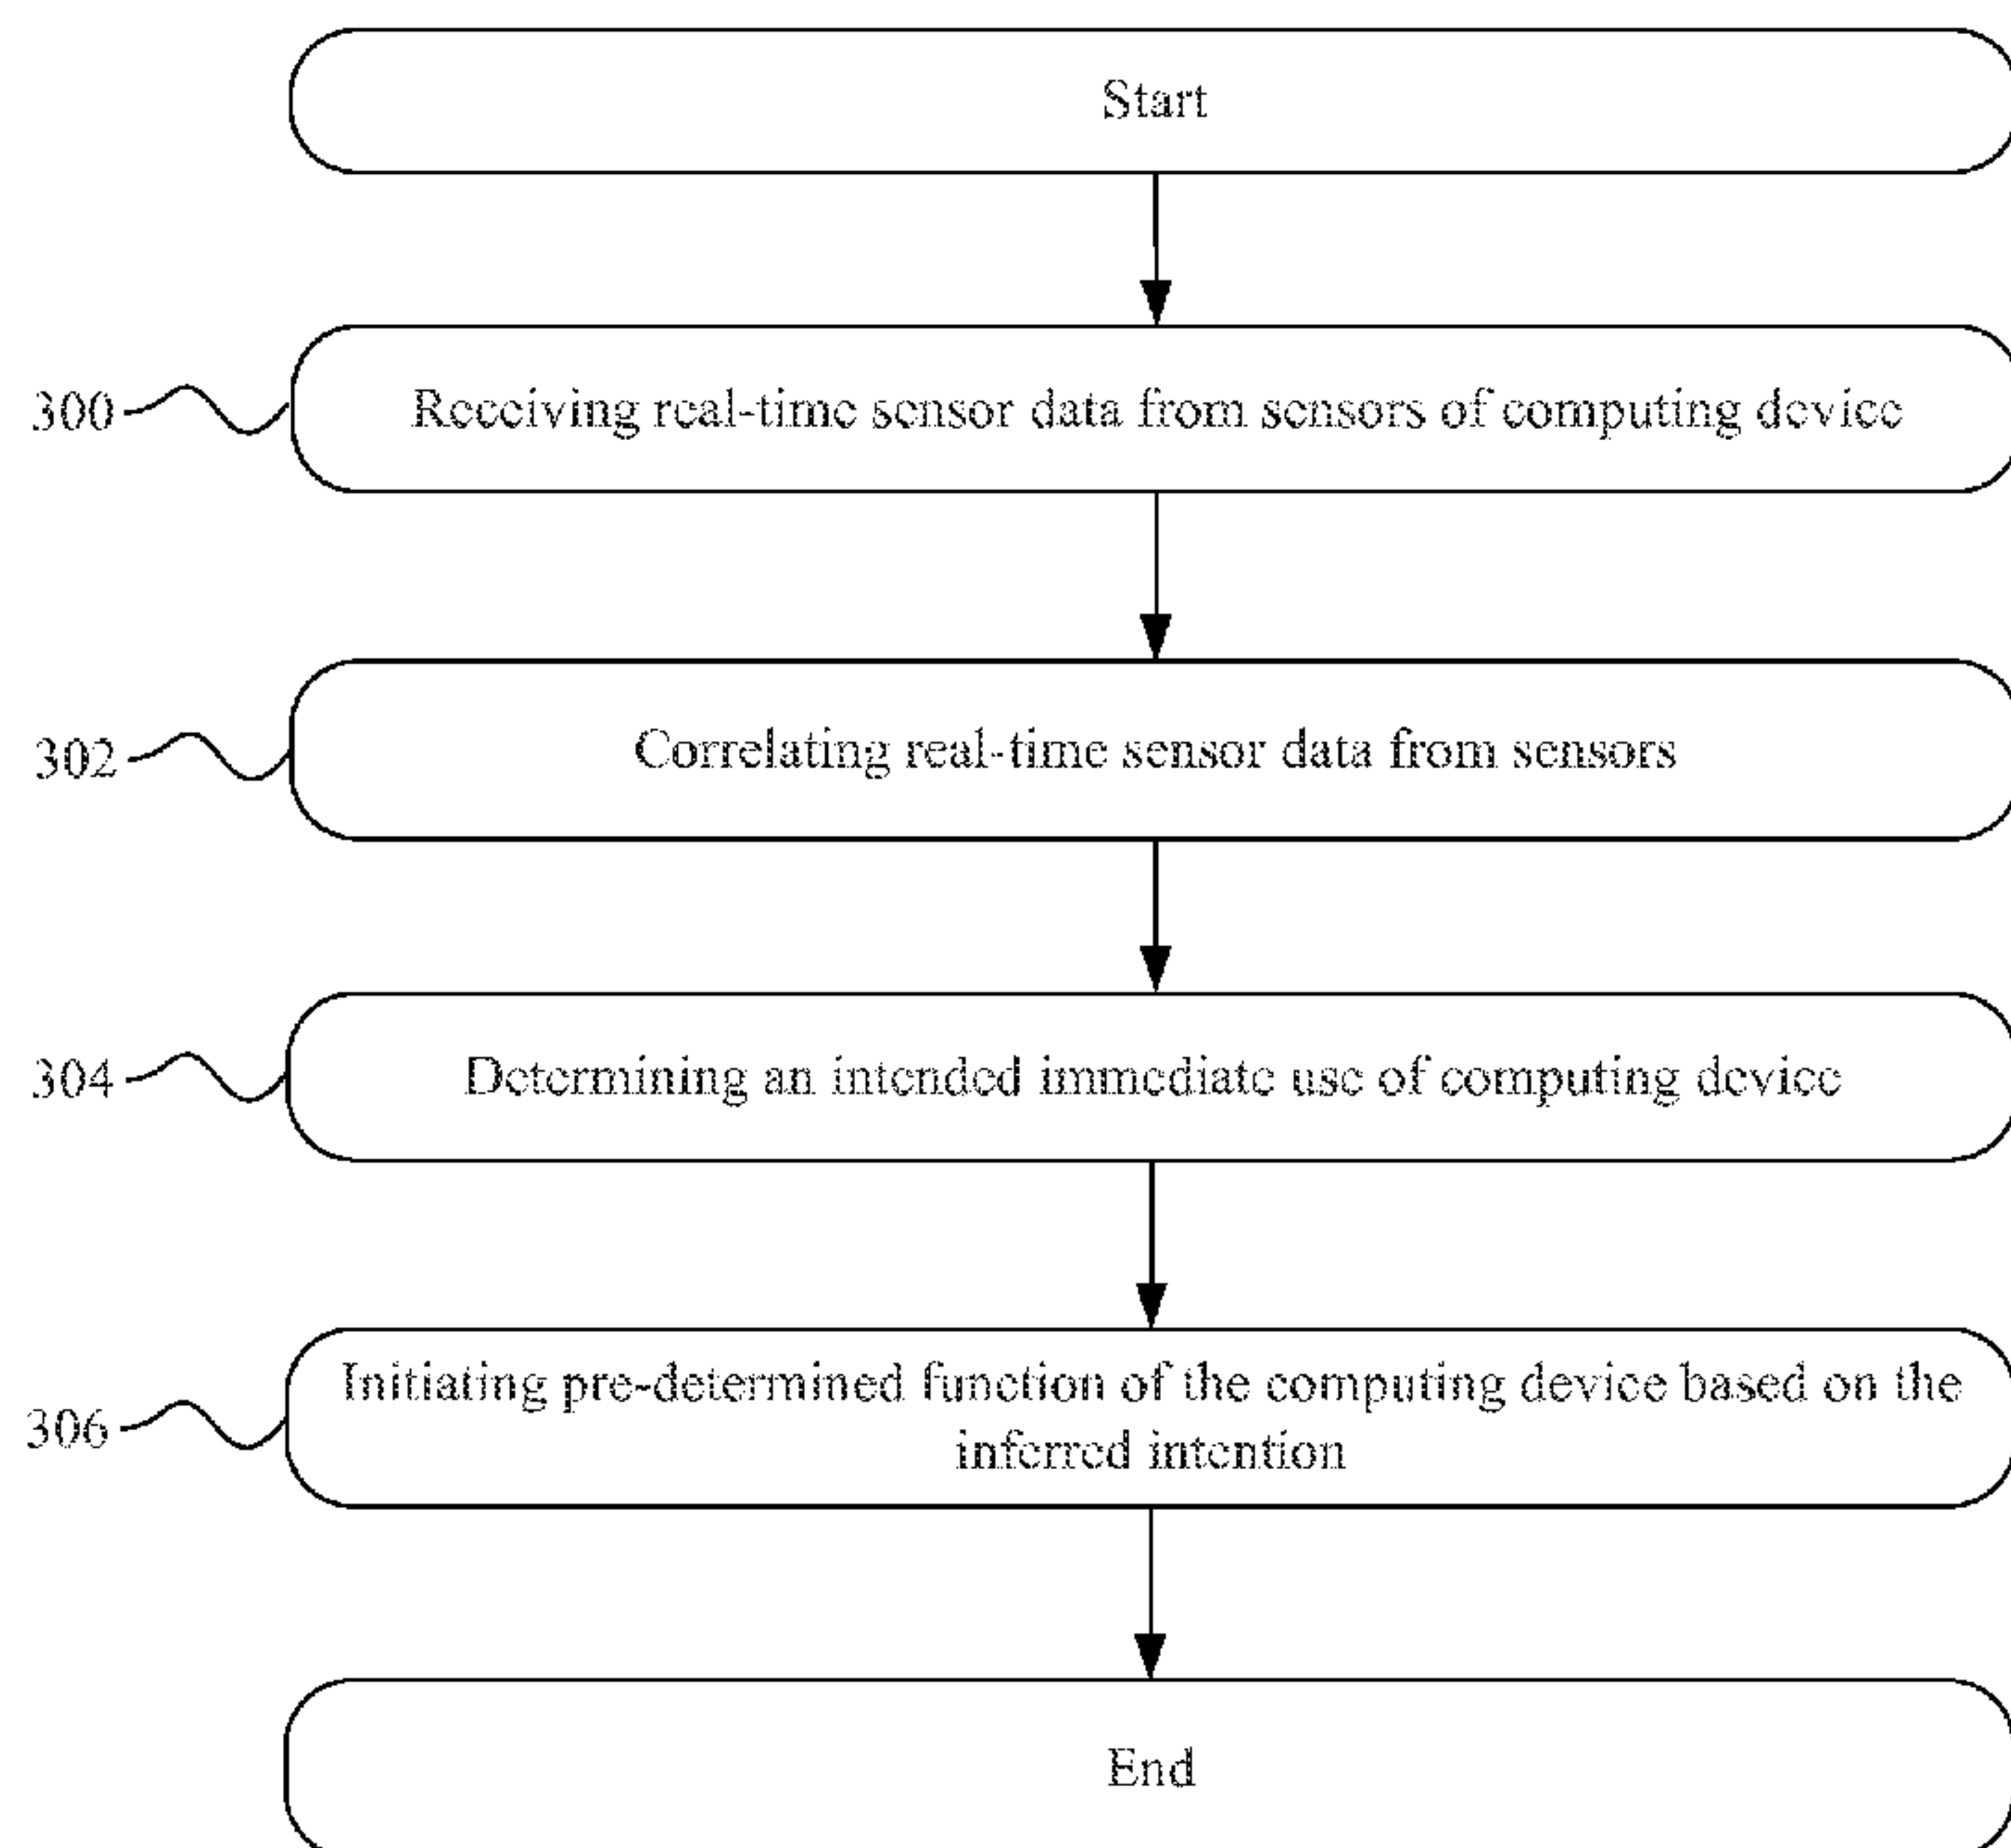 Start
300 Receiving real-time sensor data from sensors of computing device
302 Correlating real-time sensor data from sensors
304 Determining an intended immediate use of computing device
306 Initiating pre-determined function of the computing device based on the
inferred intention
End